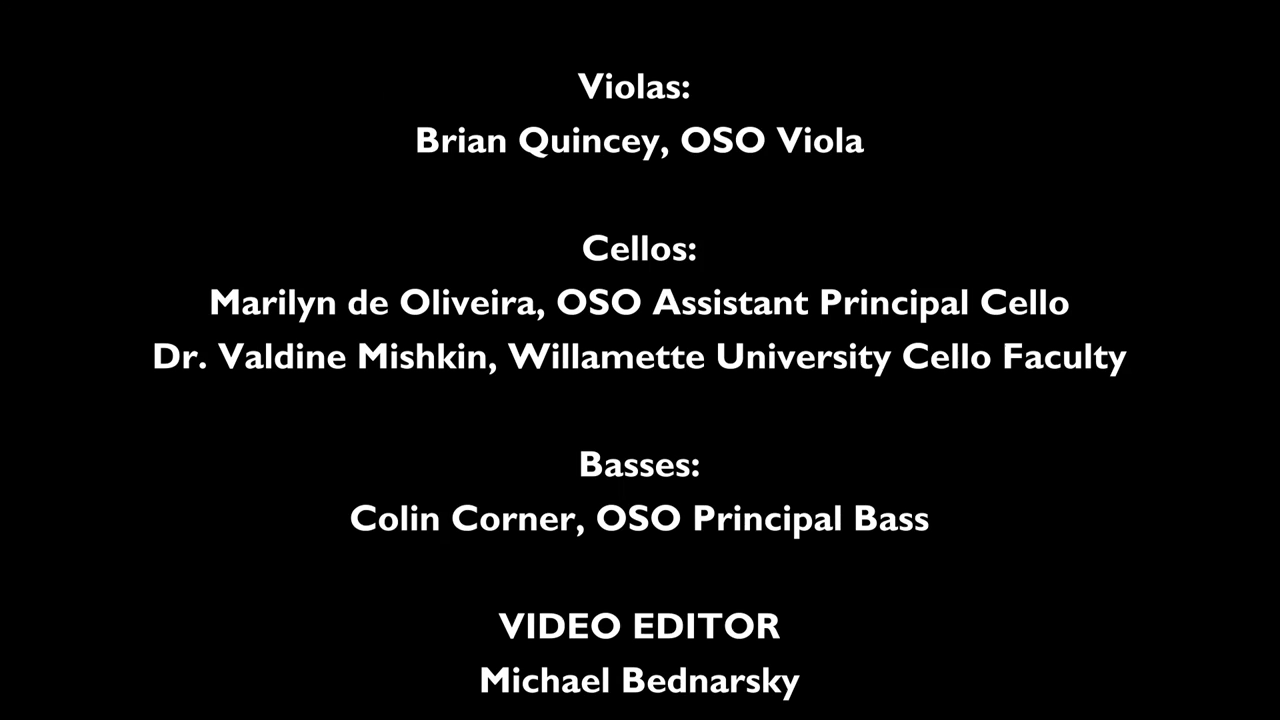 Violas:
Brian Quincey, OSO Viola
Cellos:
Marilyn de Oliveira, OSO Assistant Principal Cello
Dr. Valdine Mishkin, Willamette University Cello Faculty
Basses:
Colin Corner, OSO Principal Bass
VIDEO EDITOR
Michael Bednarsky